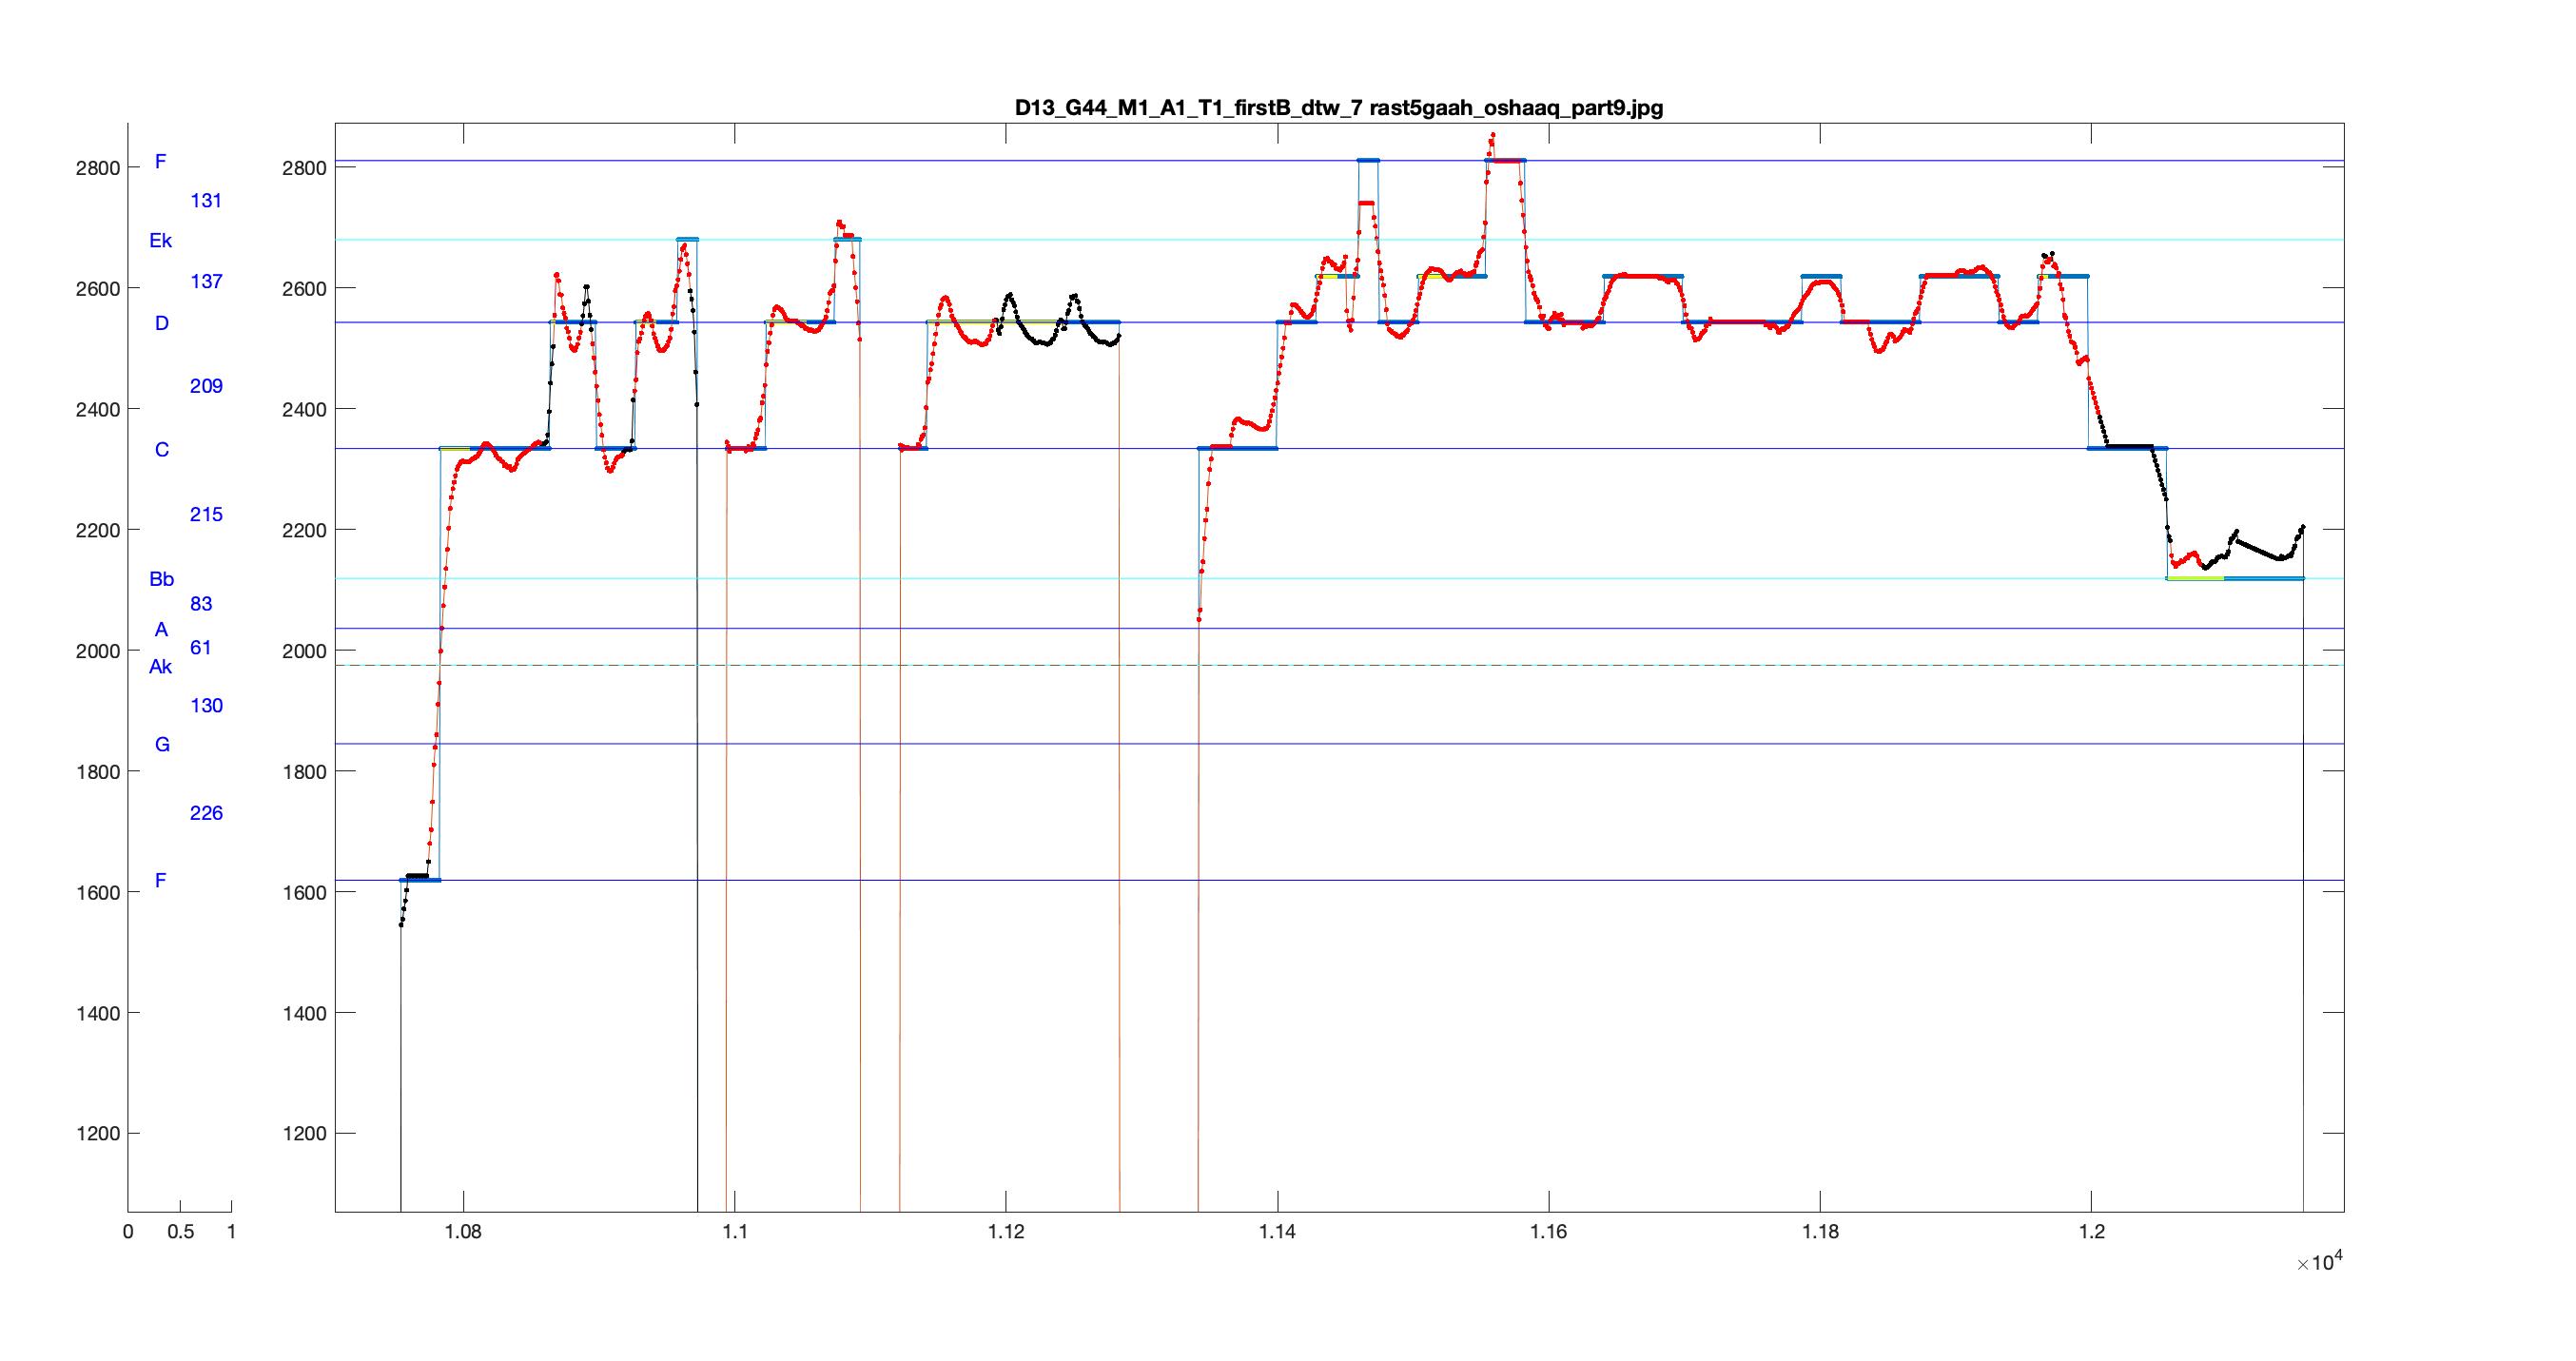 D13_G44_M1_A1_T1_firstB_dtw_7 rast5gaah_oshaaq_part9.jpg
2800 F 2800
131
Ek
137
2600 2600
D
209
2400 2400
C
215
2200 2200
Bb
83
A
61
2000 2000
Ak
130
G
1800 1800
226
F
1600 1600
1400 1400
1200 1200
0 0.5 1 1.08 1.1 1.12 1.14 1.16 1.18 1.2
×10⁴